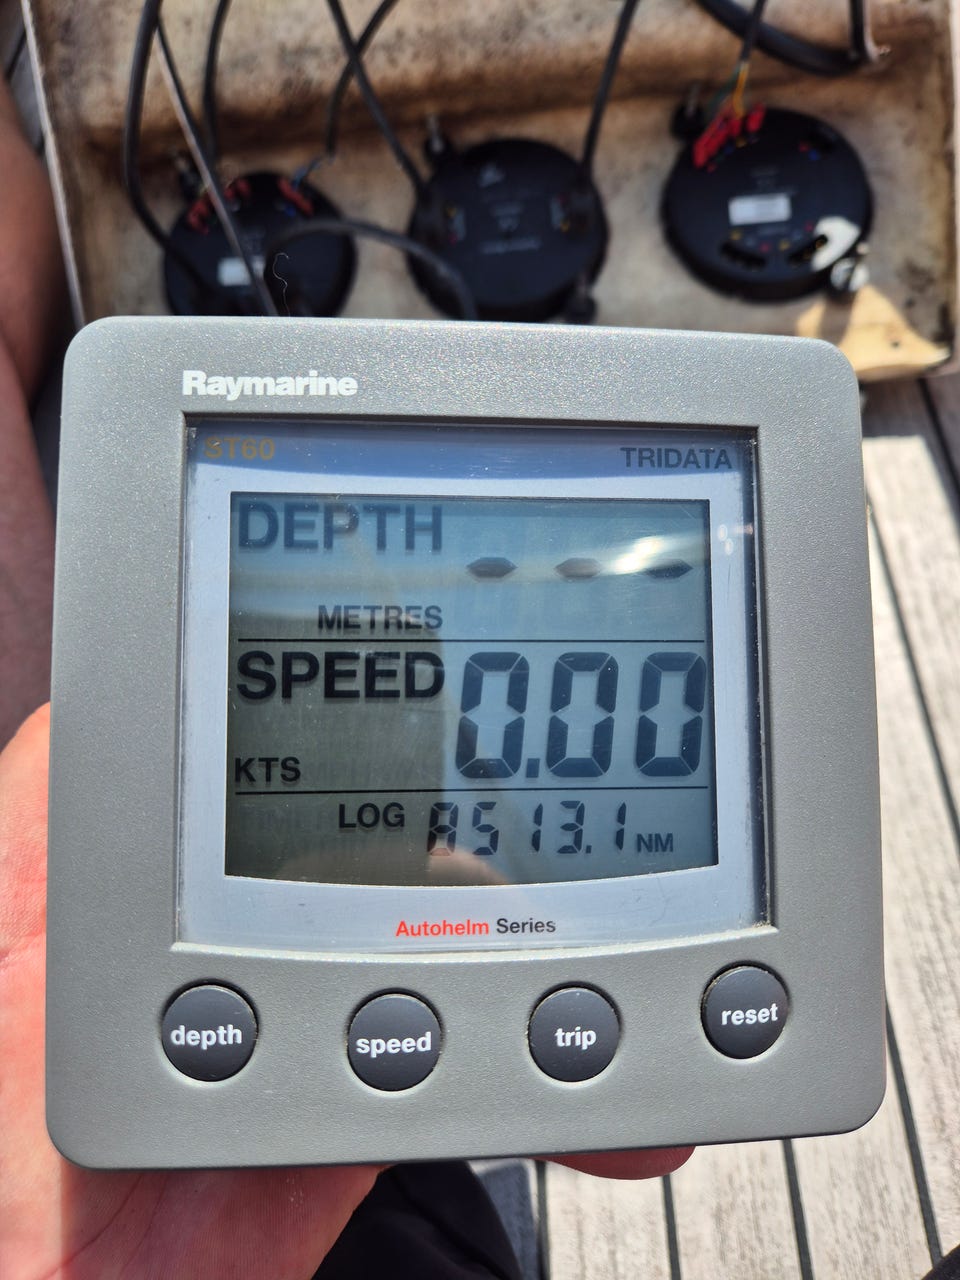 Raymarine
ST60 TRIDATA
DEPTH - - -
METRES
SPEED 0.00
KTS
LOG 8513.1 NM
Autohelm Series
depth speed trip reset